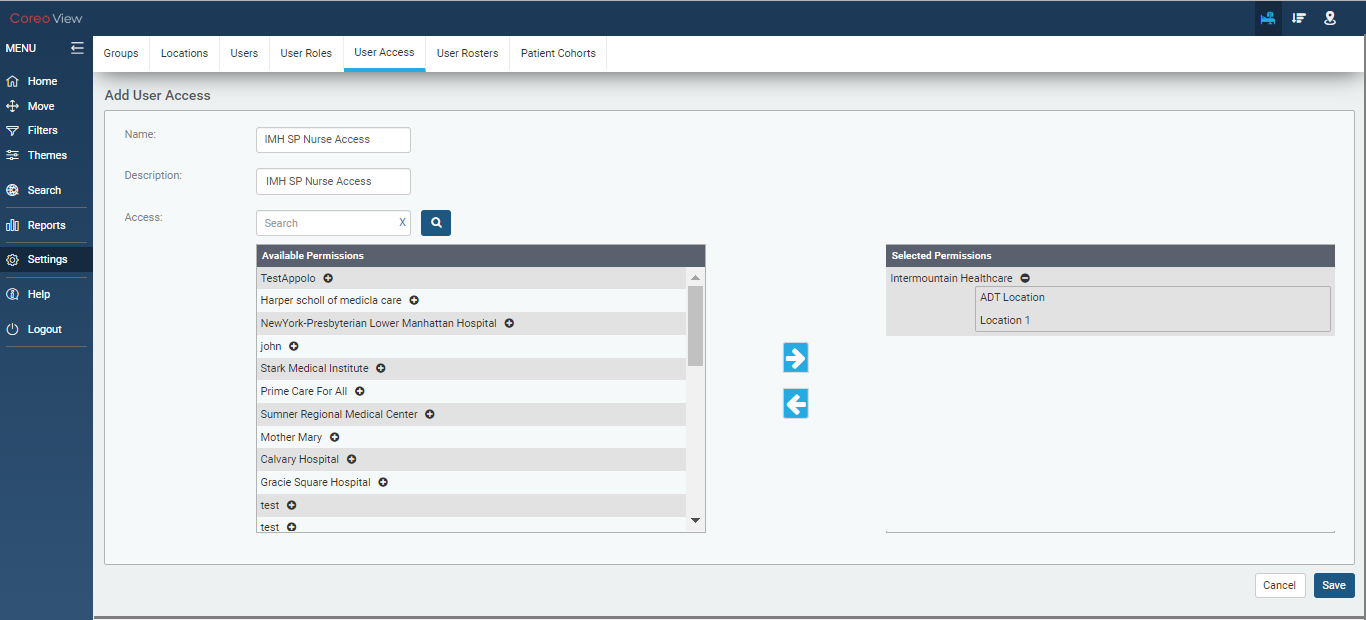 Coreo View
MENU
Home
Move
Filters
Themes
Search
Reports
Settings
Help
Logout
Groups
Locations
Users
User Roles
User Access
User Rosters
Patient Cohorts
Add User Access
Name:
IMH SP Nurse Access
Description:
IMH SP Nurse Access
Access:
Search X
Available Permissions
TestAppolo
Harper scholl of medicla care
NewYork-Presbyterian Lower Manhattan Hospital
john
Stark Medical Institute
Prime Care For All
Sumner Regional Medical Center
Mother Mary
Calvary Hospital
Gracie Square Hospital
test
test
Selected Permissions
Intermountain Healthcare
ADT Location
Location 1
Cancel
Save